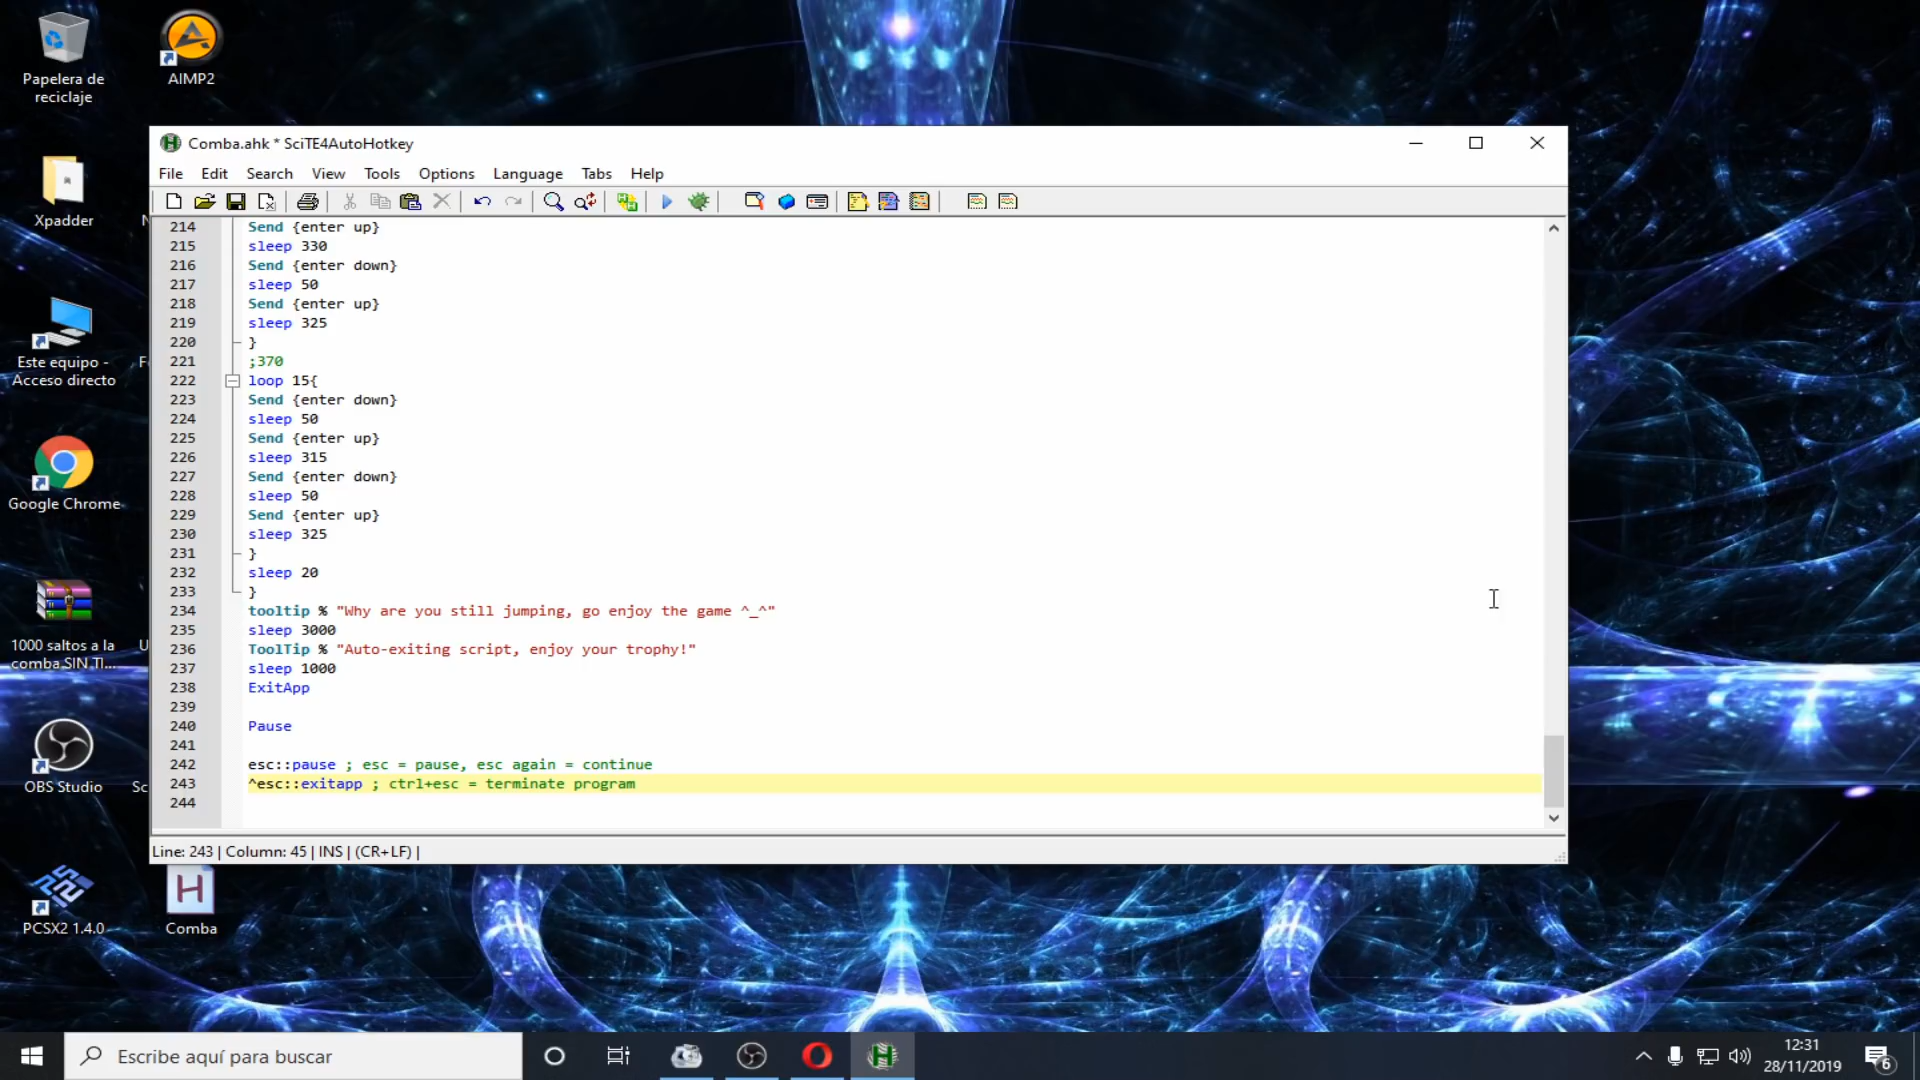 Papelera de
reciclaje
AIMP2
Xpadder
Este equipo -
Acceso directo
Google Chrome
1000 saltos a la
comba SIN TI...
OBS Studio
Sc
PCSX2 1.4.0
Comba
Comba.ahk * SciTE4AutoHotkey
File Edit Search View Tools Options Language Tabs Help
214 Send {enter up}
215 sleep 330
216 Send {enter down}
217 sleep 50
218 Send {enter up}
219 sleep 325
220 }
221 ;370
222 loop 15{
223 Send {enter down}
224 sleep 50
225 Send {enter up}
226 sleep 315
227 Send {enter down}
228 sleep 50
229 Send {enter up}
230 sleep 325
231 }
232 sleep 20
233 }
234 tooltip % "Why are you still jumping, go enjoy the game ^_^"
235 sleep 3000
236 ToolTip % "Auto-exiting script, enjoy your trophy!"
237 sleep 1000
238 ExitApp
239
240 Pause
241
242 esc::pause ; esc = pause, esc again = continue
243 ^esc::exitapp ; ctrl+esc = terminate program
244
Line: 243 | Column: 45 | INS | (CR+LF) |
Escribe aquí para buscar
12:31
28/11/2019
6